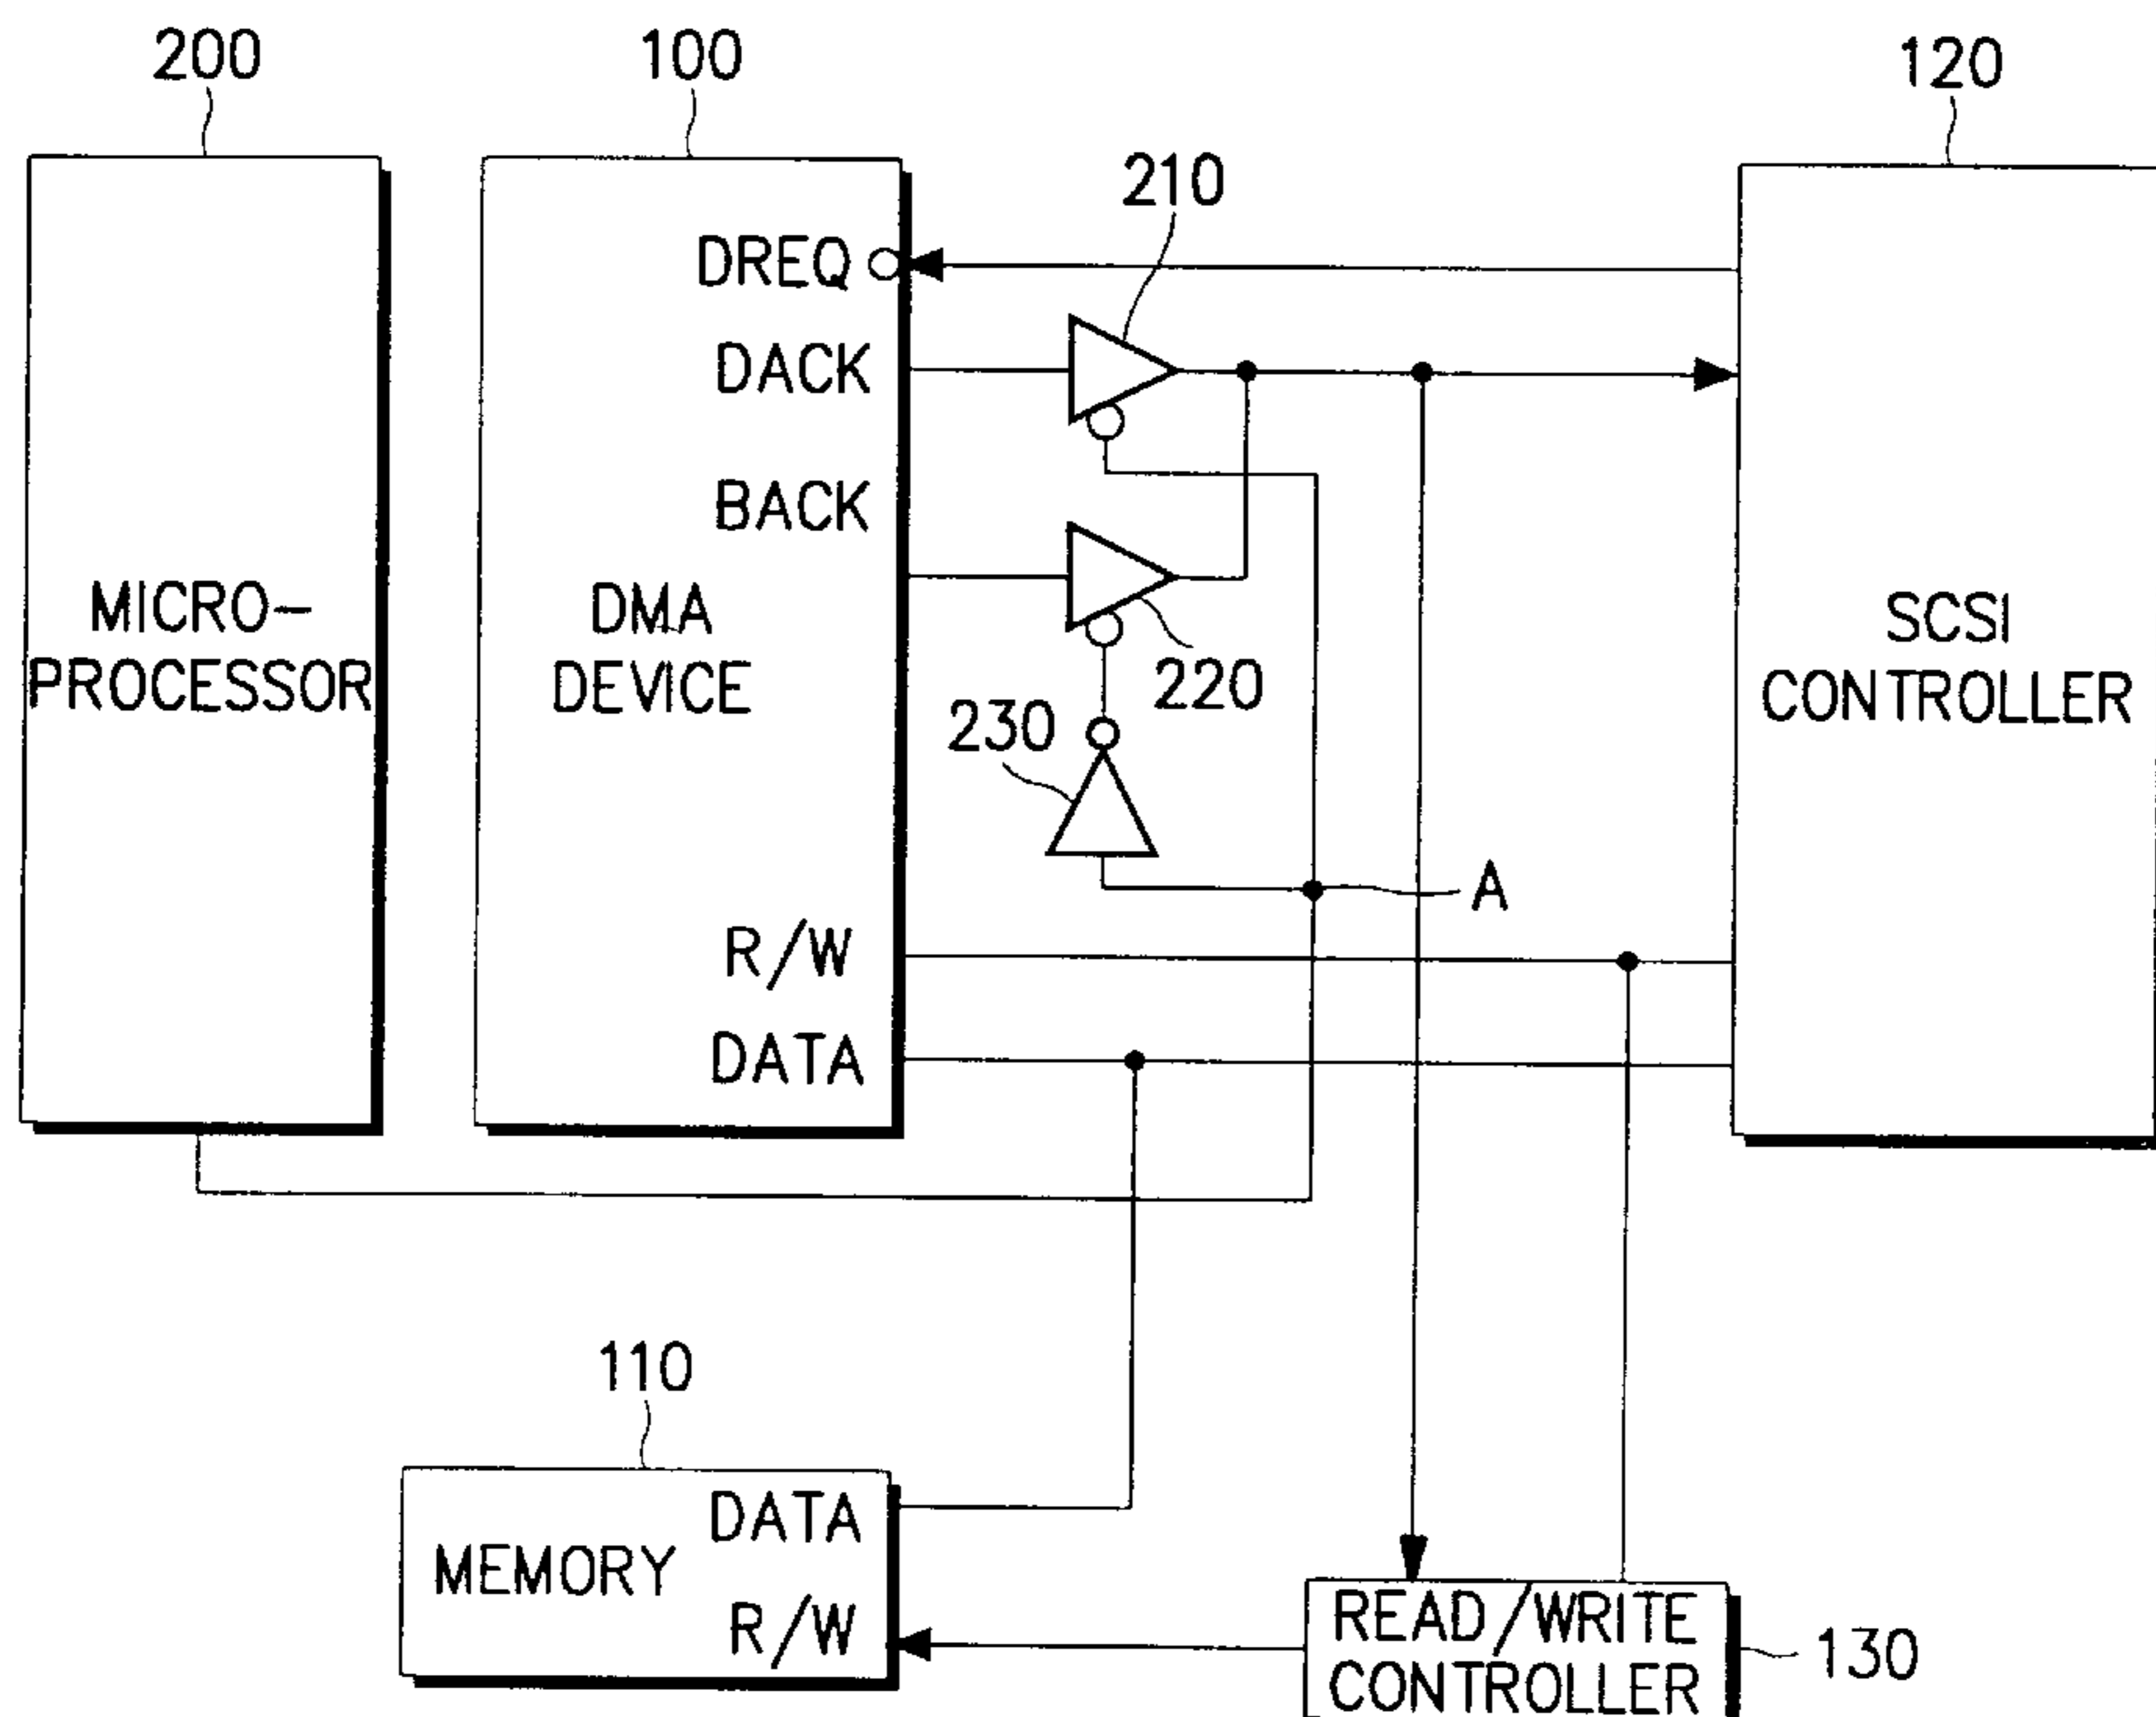 200
100
120
210
DREQ
DACK
BACK
MICRO-
PROCESSOR
DMA
DEVICE
SCSI
CONTROLLER
220
230
A
R/W
DATA
110
DATA
MEMORY
R/W
READ/WRITE
CONTROLLER
130